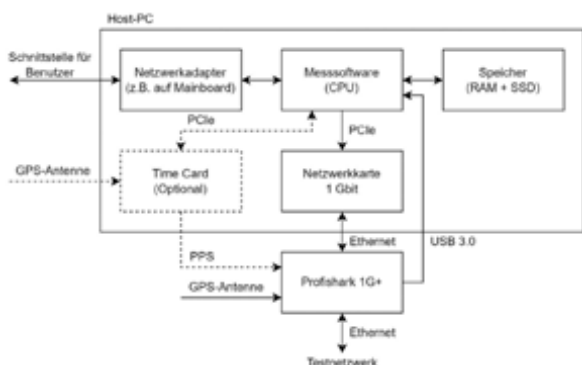 Host-PC
Schnittstelle für
Benutzer
Netzwerkadapter
(z.B. auf Mainboard)
Messsoftware
(CPU)
Speicher
(RAM + SSD)
PCIe
PCIe
GPS-Antenne
Time Card
(Optional)
Netzwerkkarte
1 Gbit
Ethernet
USB 3.0
PPS
GPS-Antenne
Profishark 1G+
Ethernet
Testnetzwerk